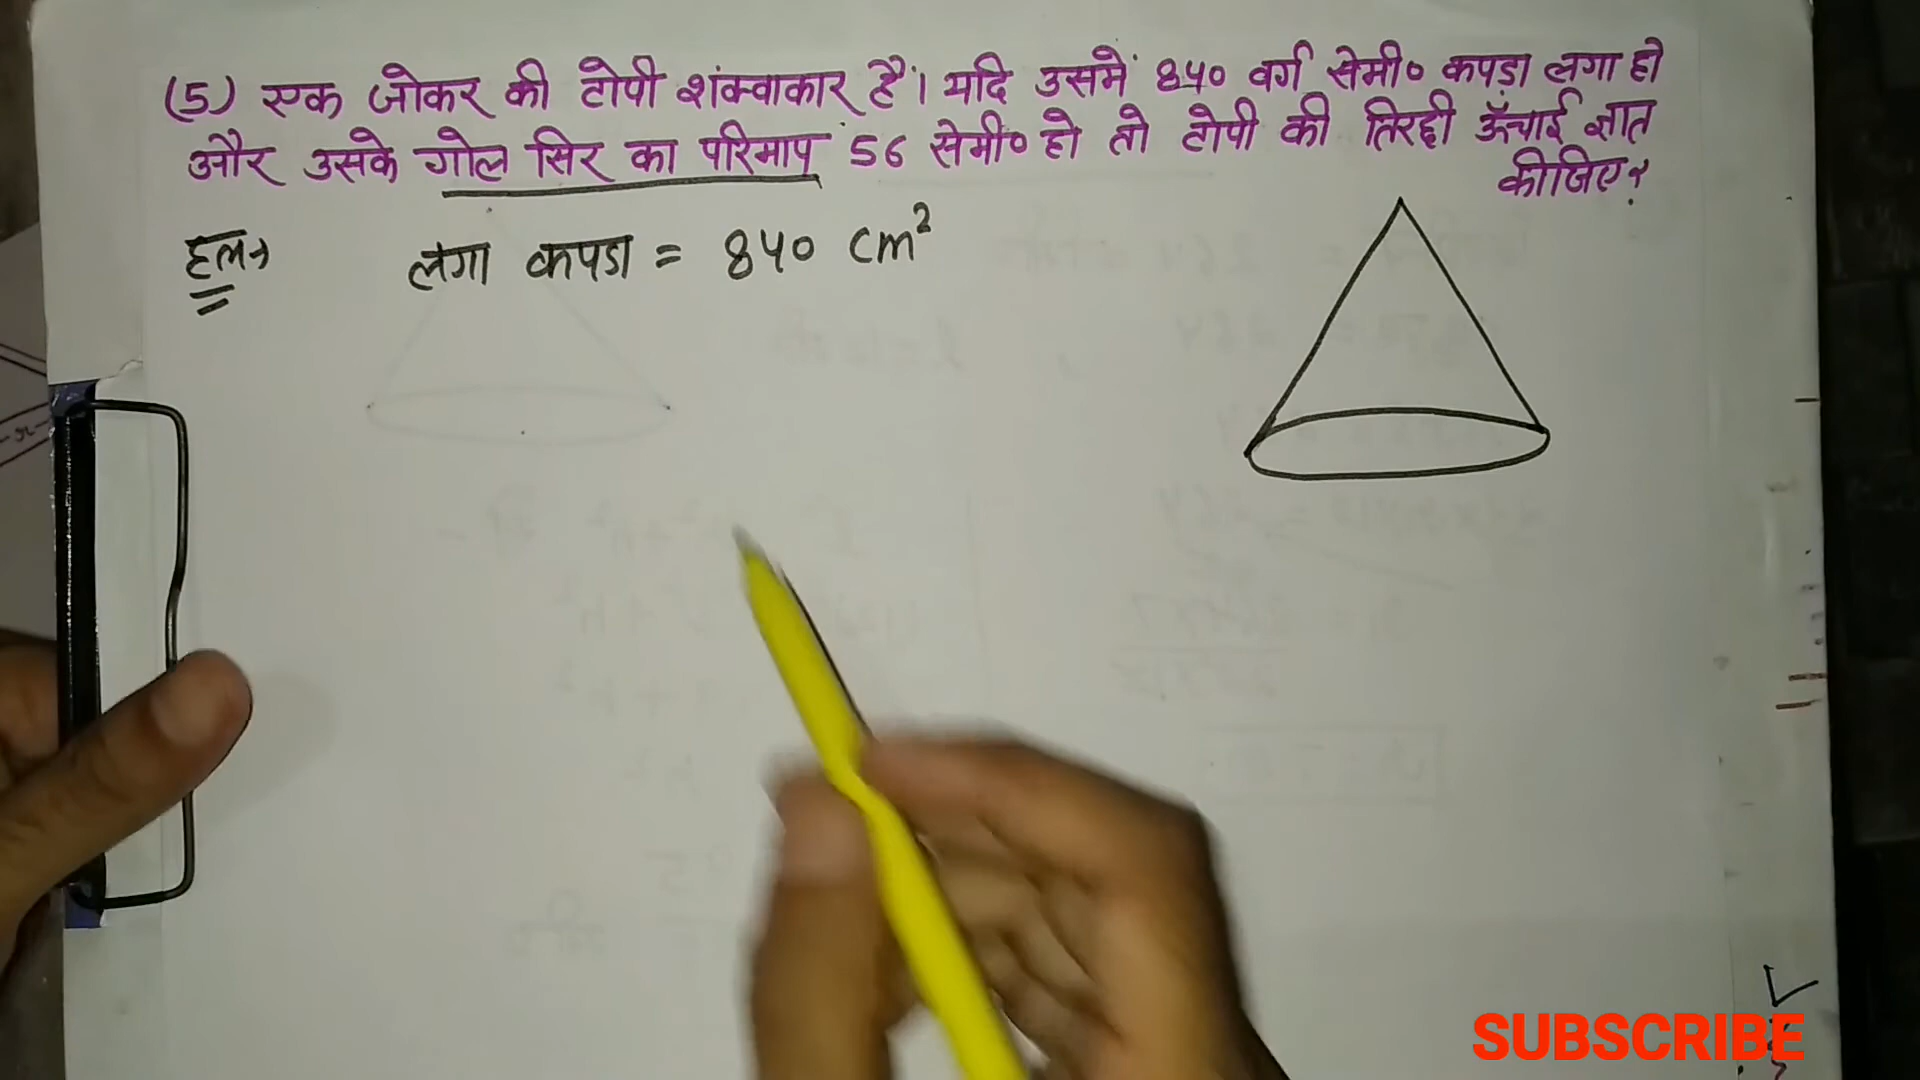 (5) एक जोकर की टोपी शंक्वाकार है। यदि उसमें 840 वर्ग सेमी० कपड़ा लगा हो
और उसके गोल सिर का परिमाप 56 सेमी० हो तो टोपी की तिरछी ऊँचाई ज्ञात
कीजिए?
हल→ लगा कपडा = 840 cm²
SUBSCRIBE